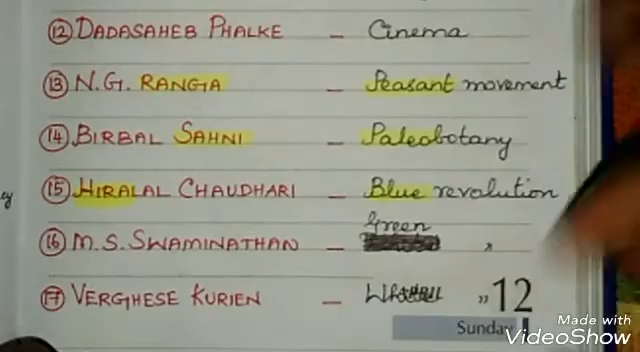 ⑫ DADASAHEB PHALKE – Cinema
⑬ N.G. RANGA – Peasant movement
⑭ BIRBAL SAHNI – Paleobotany
⑮ HIRALAL CHAUDHARI – Blue revolution
Green
⑯ M.S. SWAMINATHAN – "
⑰ VERGHESE KURIEN – "
12
Sunday
Made with
VideoShow